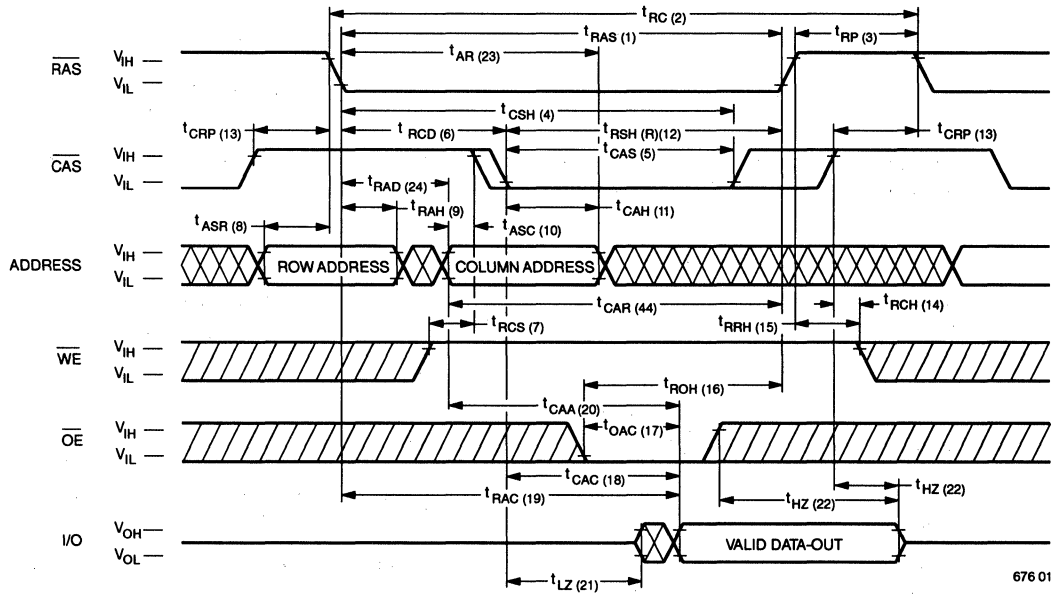 tRC (2)
tRAS (1)
tRP (3)
tAR (23)
RAS
VIH
VIL
tCSH (4)
tCRP (13)
tRCD (6)
tRSH (R)(12)
tCRP (13)
tCAS (5)
CAS
VIH
VIL
tRAD (24)
tRAH (9)
tCAH (11)
tASR (8)
tASC (10)
ADDRESS
VIH
VIL
ROW ADDRESS
COLUMN ADDRESS
tCAR (44)
tRCH (14)
tRCS (7)
tRRH (15)
WE
VIH
VIL
tROH (16)
tCAA (20)
tOAC (17)
OE
VIH
VIL
tCAC (18)
tHZ (22)
tRAC (19)
tHZ (22)
I/O
VOH
VOL
VALID DATA-OUT
tLZ (21)
676 01